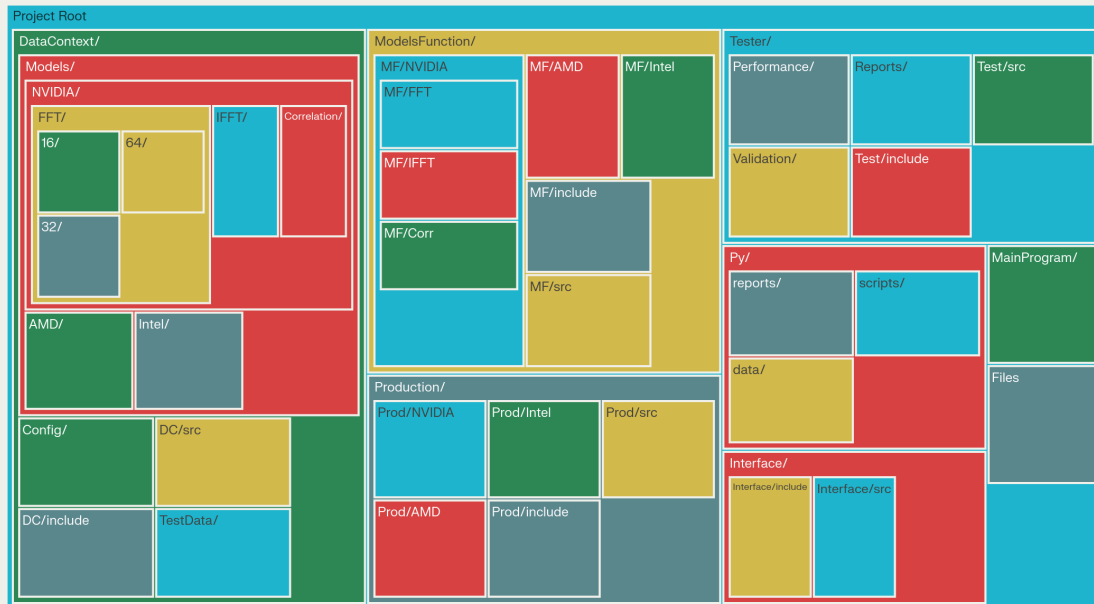 Project Root
DataContext/
Models/
NVIDIA/
FFT/
16/
64/
32/
IFFT/
Correlation/
AMD/
Intel/
Config/
DC/src
DC/include
TestData/
ModelsFunction/
MF/NVIDIA
MF/FFT
MF/IFFT
MF/Corr
MF/AMD
MF/Intel
MF/include
MF/src
Production/
Prod/NVIDIA
Prod/Intel
Prod/src
Prod/AMD
Prod/include
Tester/
Performance/
Reports/
Test/src
Validation/
Test/include
Py/
reports/
scripts/
data/
Interface/
Interface/include
Interface/src
MainProgram/
Files